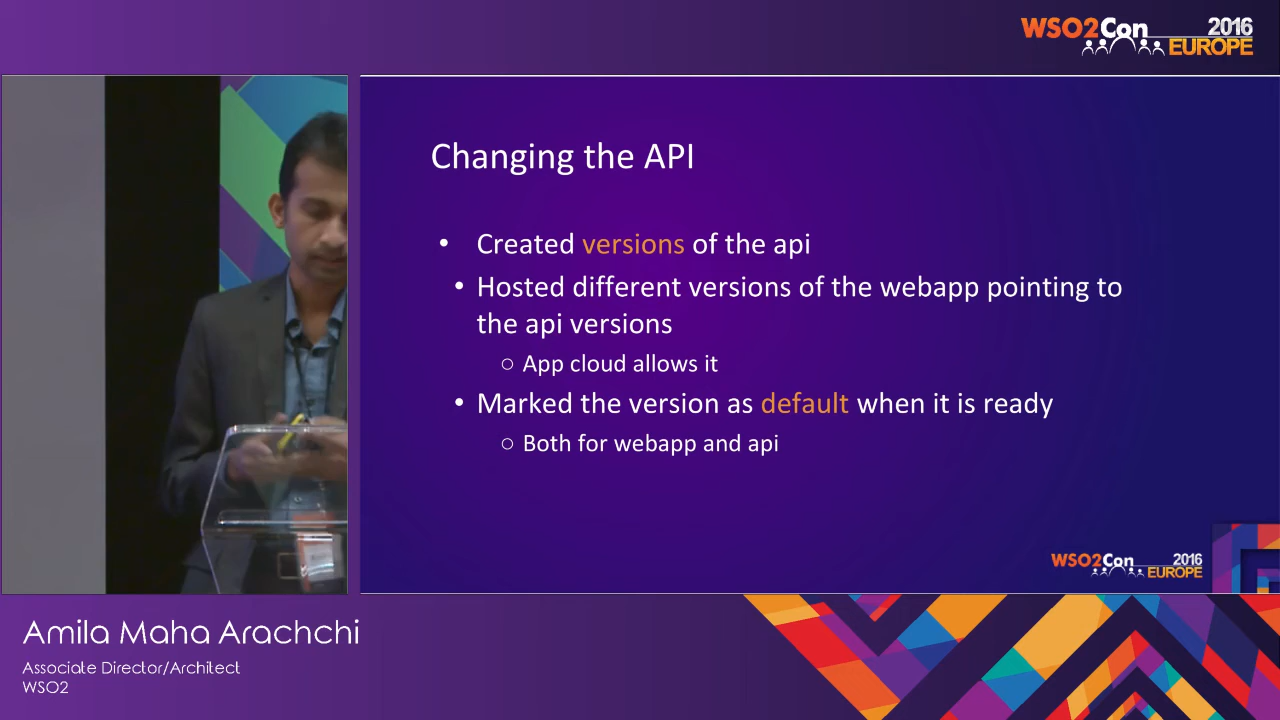 WSO2Con 2016
EUROPE
Changing the API
• Created versions of the api
• Hosted different versions of the webapp pointing to
the api versions
○ App cloud allows it
• Marked the version as default when it is ready
○ Both for webapp and api
WSO2Con 2016
EUROPE
Amila Maha Arachchi
Associate Director/Architect
WSO2